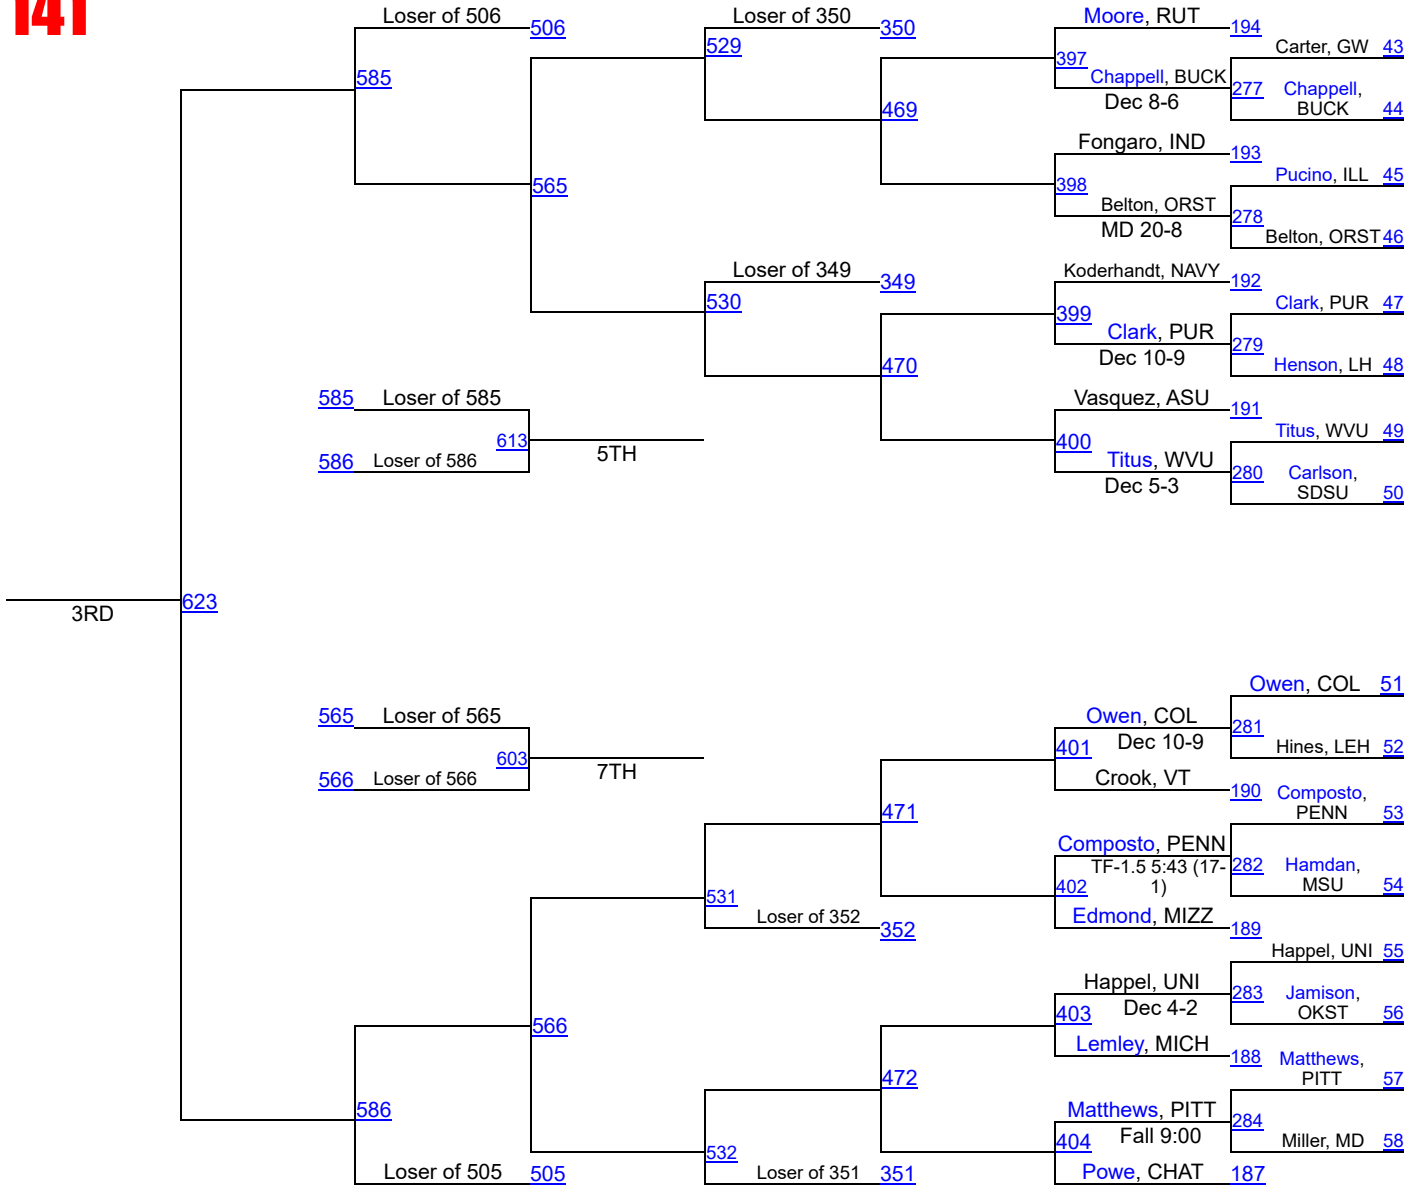 141
Loser of 506
506
Loser of 350
350
Moore, RUT
194
Carter, GW 43
585
529
397
Chappell, BUCK
Dec 8-6
277
Chappell,
BUCK 44
469
Fongaro, IND
193
Pucino, ILL 45
565
398
Belton, ORST
MD 20-8
278
Belton, ORST 46
Loser of 349
349
Koderhandt, NAVY
192
Clark, PUR 47
530
399
Clark, PUR
Dec 10-9
279
Henson, LH 48
470
585
Loser of 585
Vasquez, ASU
191
Titus, WVU 49
613
5TH
586
Loser of 586
400
Titus, WVU
Dec 5-3
280
Carlson,
SDSU 50
3RD
623
Owen, COL 51
565
Loser of 565
Owen, COL
Dec 10-9
281
Hines, LEH 52
603
7TH
566
Loser of 566
401
Crook, VT
190
Composto,
PENN 53
471
Composto, PENN
TF-1.5 5:43 (17-
1)
282
Hamdan,
MSU 54
402
531
Loser of 352
352
Edmond, MIZZ
189
Happel, UNI 55
Happel, UNI
Dec 4-2
283
Jamison,
OKST 56
566
403
Lemley, MICH
188
Matthews,
PITT 57
472
586
Matthews, PITT
Fall 9:00
284
Miller, MD 58
532
404
Loser of 505
505
Loser of 351
351
Powe, CHAT
187